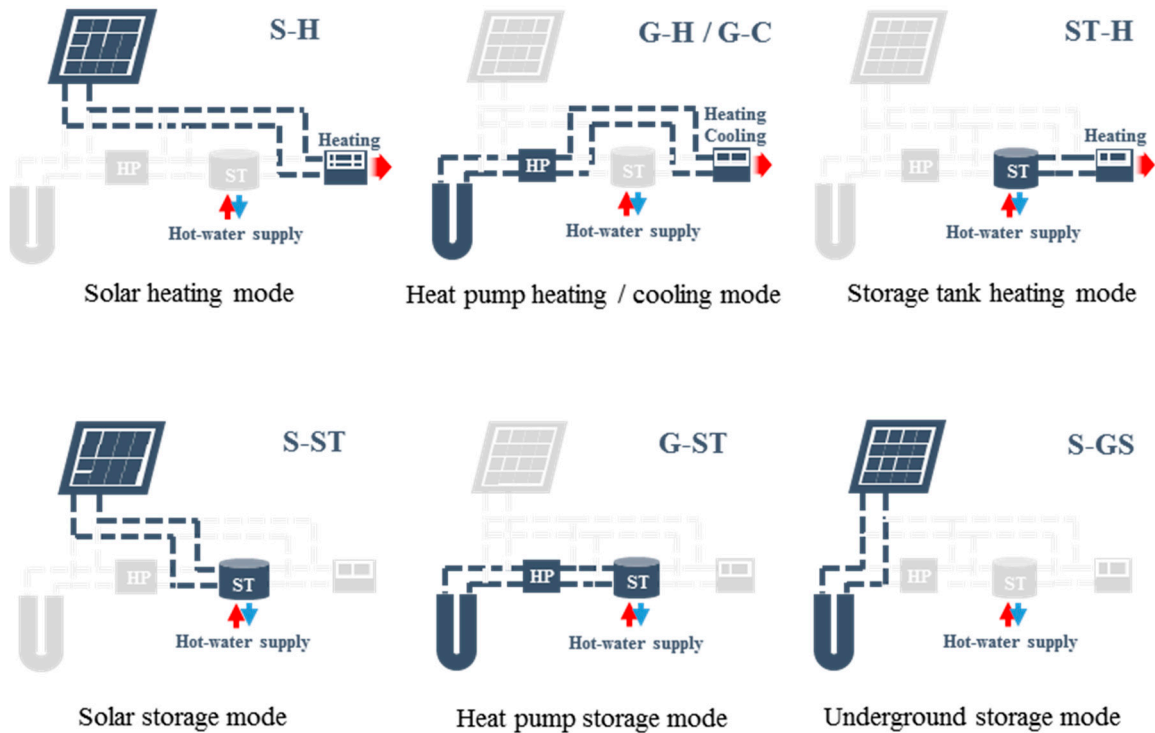 S-H
Heating
HP
ST
Hot-water supply
Solar heating mode
G-H / G-C
Heating
Cooling
HP
ST
Hot-water supply
Heat pump heating / cooling mode
ST-H
Heating
HP
ST
Hot-water supply
Storage tank heating mode
S-ST
HP
ST
Hot-water supply
Solar storage mode
G-ST
HP
ST
Hot-water supply
Heat pump storage mode
S-GS
HP
ST
Hot-water supply
Underground storage mode